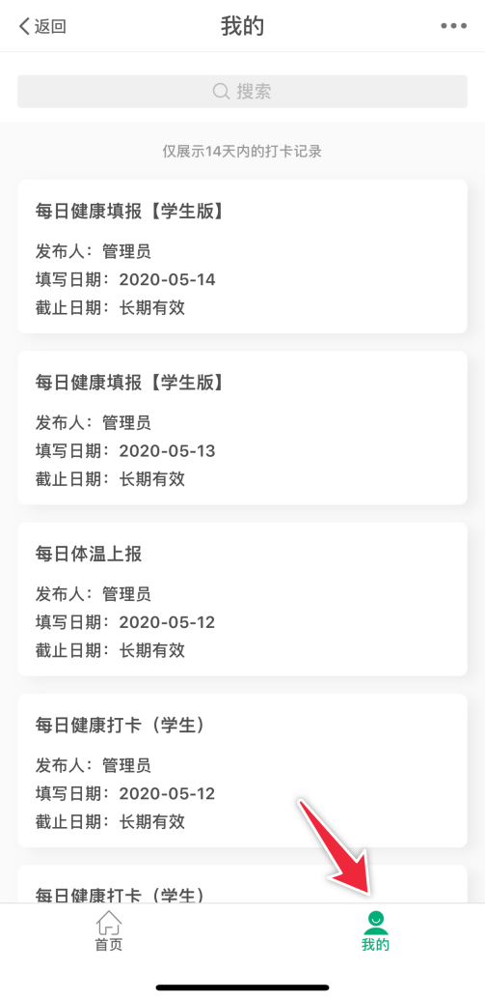 返回
我的
搜索
仅展示14天内的打卡记录
每日健康填报【学生版】
发布人：管理员
填写日期：2020-05-14
截止日期：长期有效
每日健康填报【学生版】
发布人：管理员
填写日期：2020-05-13
截止日期：长期有效
每日体温上报
发布人：管理员
填写日期：2020-05-12
截止日期：长期有效
每日健康打卡（学生）
发布人：管理员
填写日期：2020-05-12
截止日期：长期有效
每日健康打卡（学生）
首页
我的